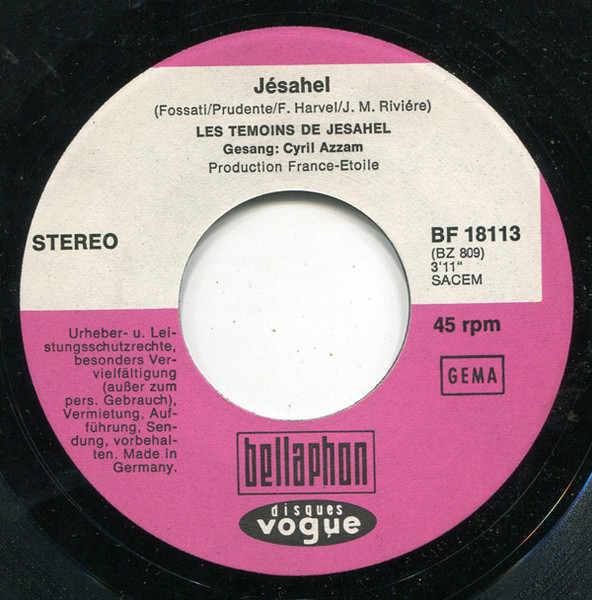 Jésahel
(Fossati/Prudente/F. Harvel/J. M. Riviére)
LES TEMOINS DE JESAHEL
Gesang: Cyril Azzam
Production France-Etoile
STEREO
BF 18113
(BZ 809)
3'11"
SACEM
45 rpm
GEMA
Urheber- u. Lei-
stungsschutzrechte,
besonders Ver-
vielfältigung
(außer zum
pers. Gebrauch),
Vermietung, Auf-
führung, Sen-
dung, vorbehal-
ten. Made in
Germany.
bellaphon
disques
vogue